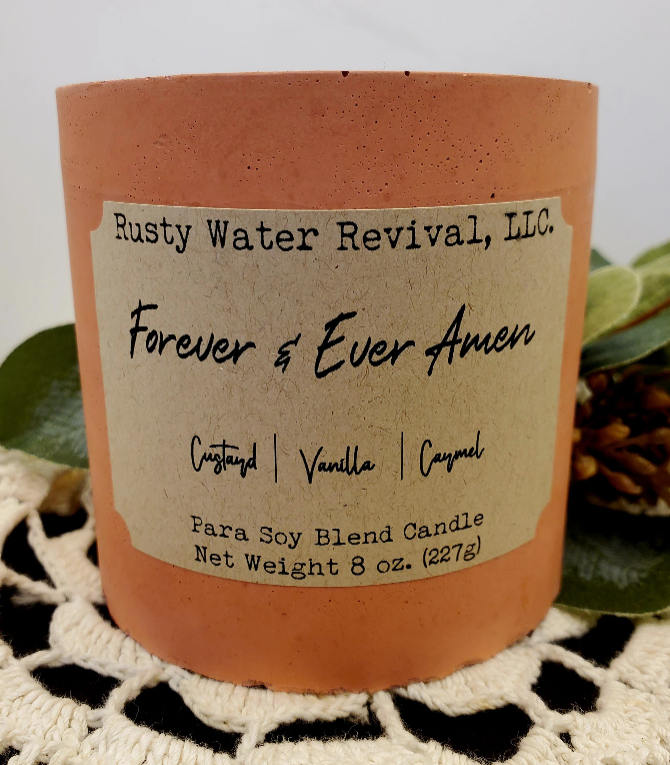 Rusty Water Revival, LLC.
Forever & Ever Amen
Custard | Vanilla | Caramel
Para Soy Blend Candle
Net Weight 8 oz. (227g)